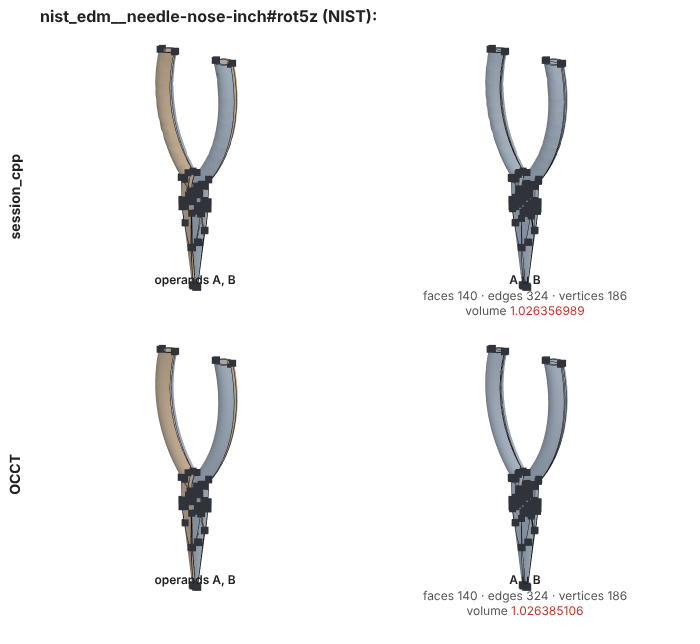 nist_edm__needle-nose-inch#rot5z (NIST):
session_cpp
operands A, B
A B
faces 140 · edges 324 · vertices 186
volume 1.026356989
OCCT
operands A, B
A B
faces 140 · edges 324 · vertices 186
volume 1.026385106